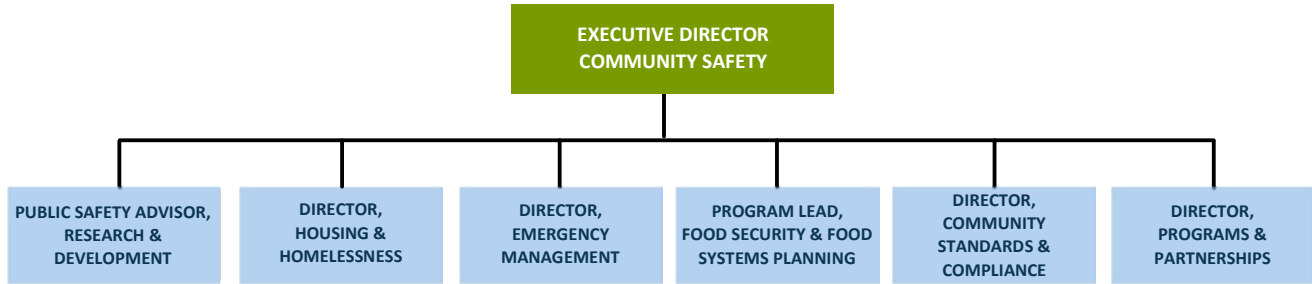 EXECUTIVE DIRECTOR
COMMUNITY SAFETY
PUBLIC SAFETY ADVISOR,
RESEARCH &
DEVELOPMENT
DIRECTOR,
HOUSING &
HOMELESSNESS
DIRECTOR,
EMERGENCY
MANAGEMENT
PROGRAM LEAD,
FOOD SECURITY & FOOD
SYSTEMS PLANNING
DIRECTOR,
COMMUNITY
STANDARDS &
COMPLIANCE
DIRECTOR,
PROGRAMS &
PARTNERSHIPS